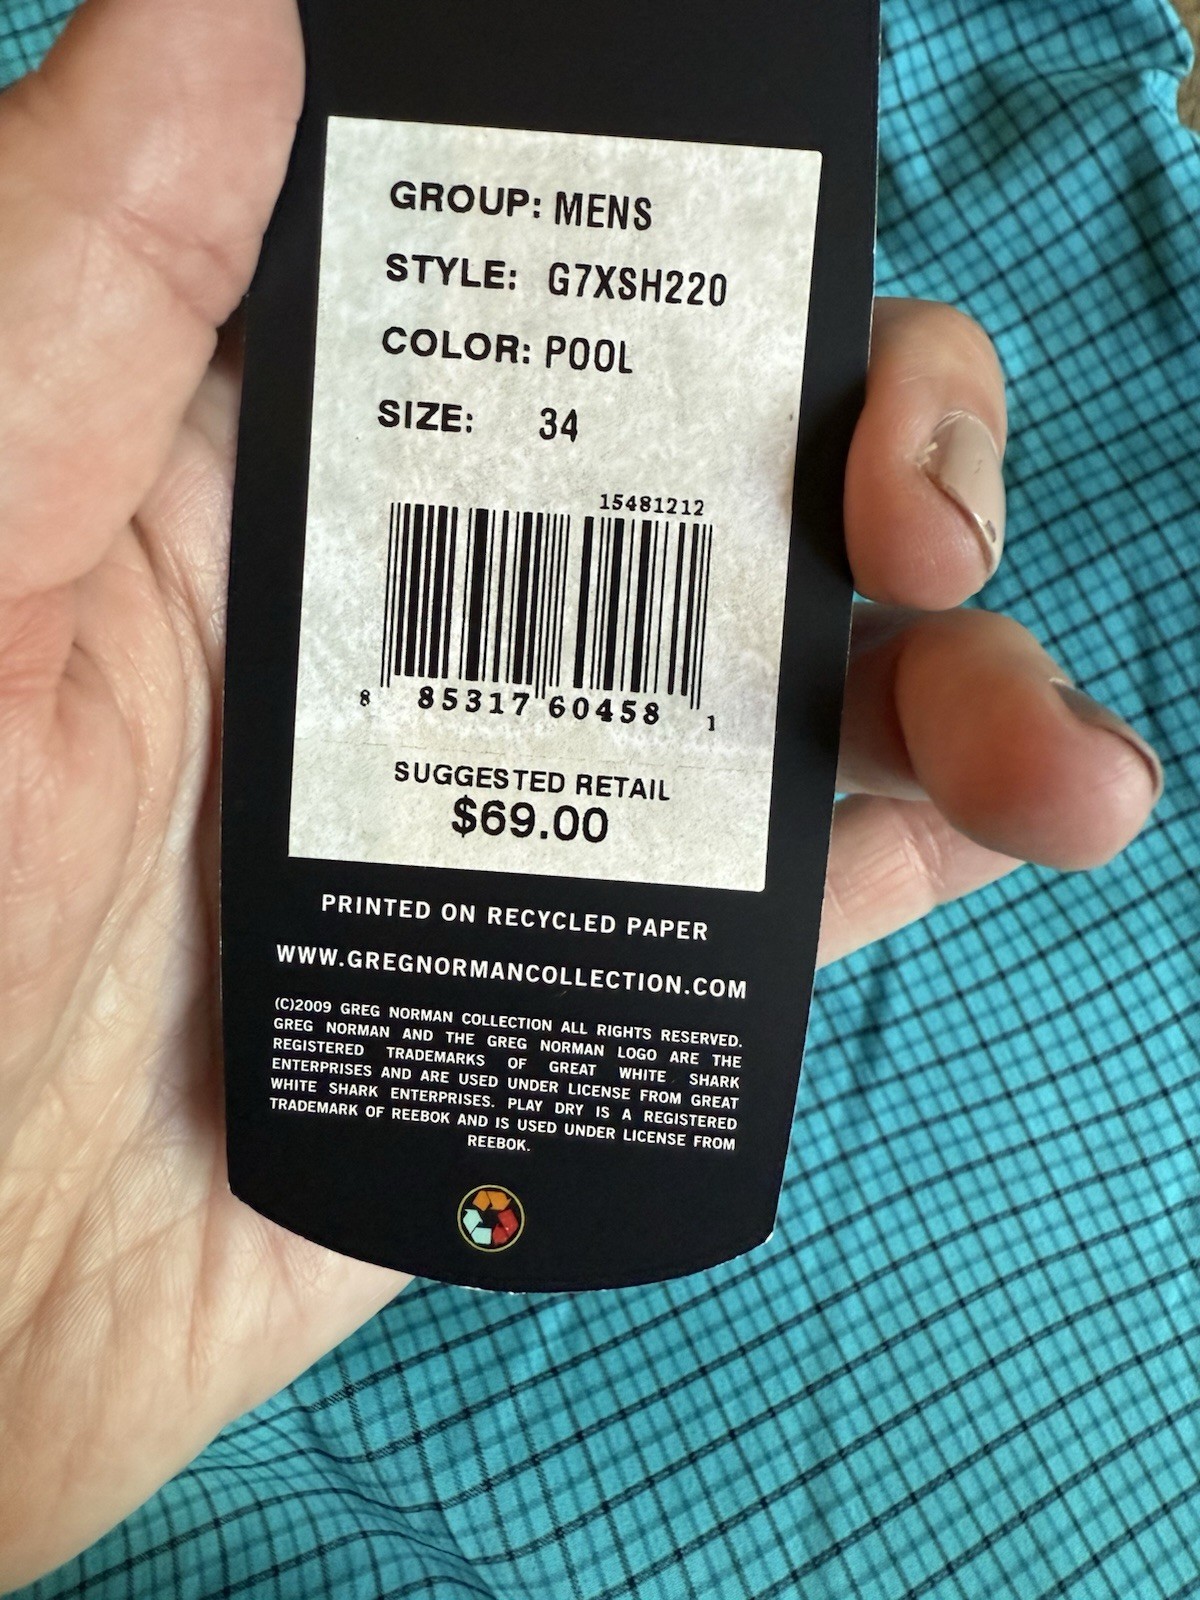 GROUP: MENS
STYLE: G7XSH220
COLOR: POOL
SIZE: 34
15481212
8 85317 60458 1
SUGGESTED RETAIL
$69.00
PRINTED ON RECYCLED PAPER
WWW.GREGNORMANCOLLECTION.COM
(C)2009 GREG NORMAN COLLECTION ALL RIGHTS RESERVED.
GREG NORMAN AND THE GREG NORMAN LOGO ARE THE
REGISTERED TRADEMARKS OF GREAT WHITE SHARK
ENTERPRISES AND ARE USED UNDER LICENSE FROM GREAT
WHITE SHARK ENTERPRISES. PLAY DRY IS A REGISTERED
TRADEMARK OF REEBOK AND IS USED UNDER LICENSE FROM
REEBOK.